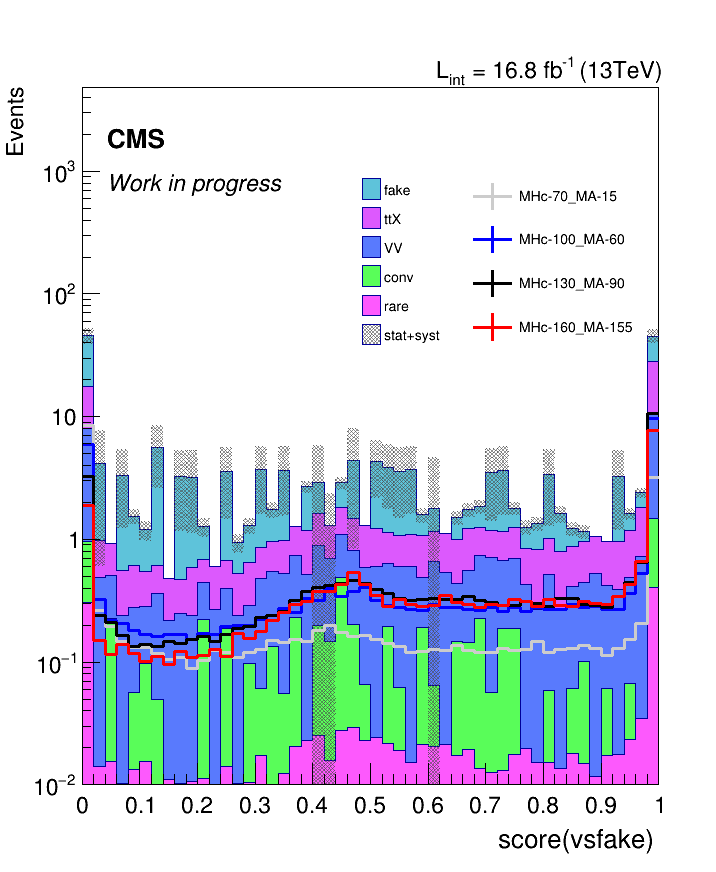 L_int = 16.8 fb^-1 (13TeV)
Events
CMS
Work in progress
fake
ttX
VV
conv
rare
stat+syst
MHc-70_MA-15
MHc-100_MA-60
MHc-130_MA-90
MHc-160_MA-155
10^3
10^2
10
1
10^-1
10^-2
0 0.1 0.2 0.3 0.4 0.5 0.6 0.7 0.8 0.9 1
score(vsfake)